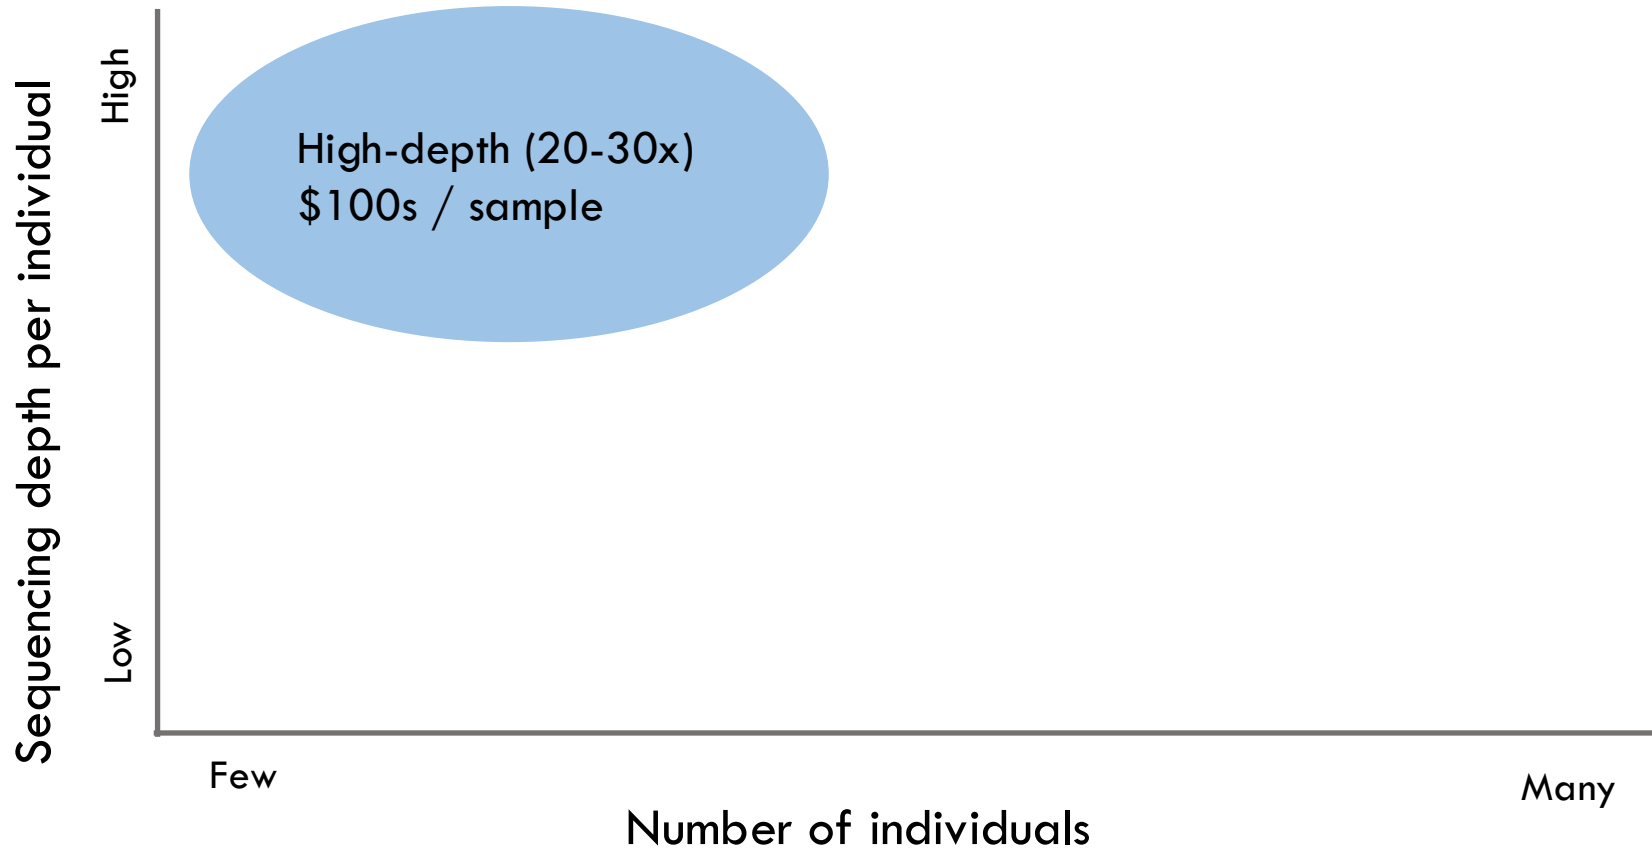 Sequencing depth per individual
High
Low
High-depth (20-30x)
$100s / sample
Few
Many
Number of individuals